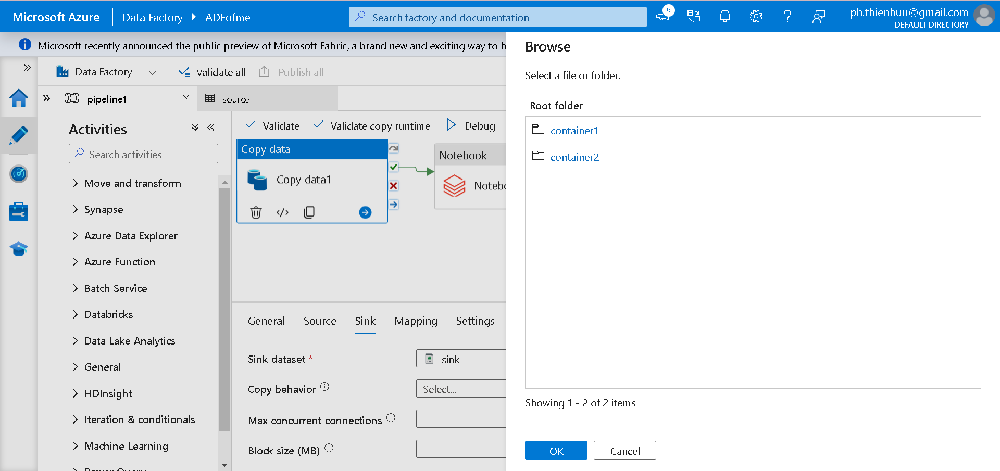 Microsoft Azure
Data Factory
ADFofme
Search factory and documentation
6
ph.thienhuu@gmail.com
DEFAULT DIRECTORY
Microsoft recently announced the public preview of Microsoft Fabric, a brand new and exciting way to b
Data Factory
Validate all
Publish all
pipeline1
source
Activities
Search activities
Move and transform
Synapse
Azure Data Explorer
Azure Function
Batch Service
Databricks
Data Lake Analytics
General
HDInsight
Iteration & conditionals
Machine Learning
Power Query
Validate
Validate copy runtime
Debug
Copy data
Copy data1
Notebook
Notebo
General
Source
Sink
Mapping
Settings
Sink dataset *
sink
Copy behavior
Select...
Max concurrent connections
Block size (MB)
Browse
Select a file or folder.
Root folder
container1
container2
Showing 1 - 2 of 2 items
OK
Cancel